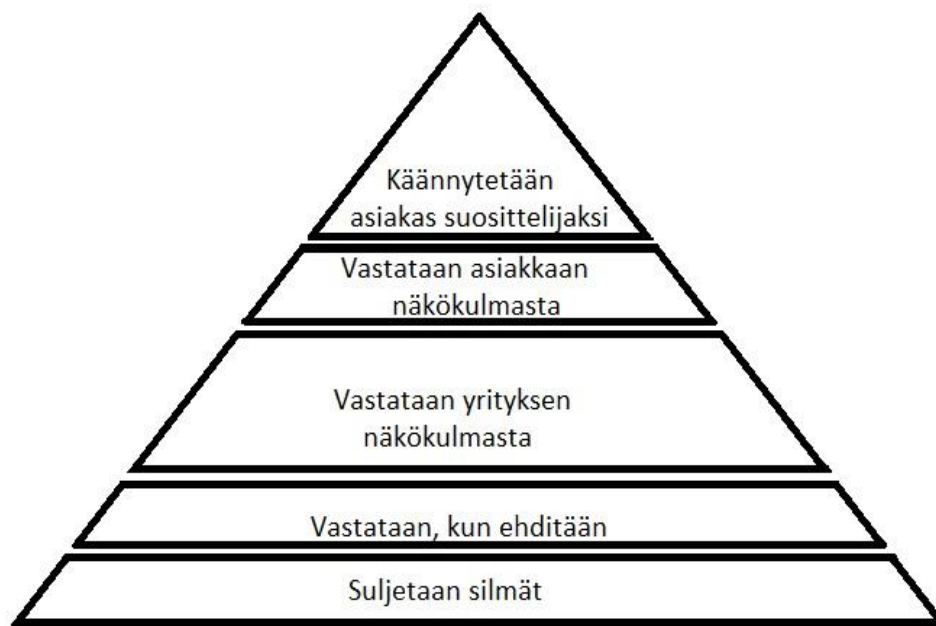 Käännytetään
asiakas suosittelijaksi
Vastataan asiakkaan
näkökulmasta
Vastataan yrityksen
näkökulmasta
Vastataan, kun ehditään
Suljetaan silmät